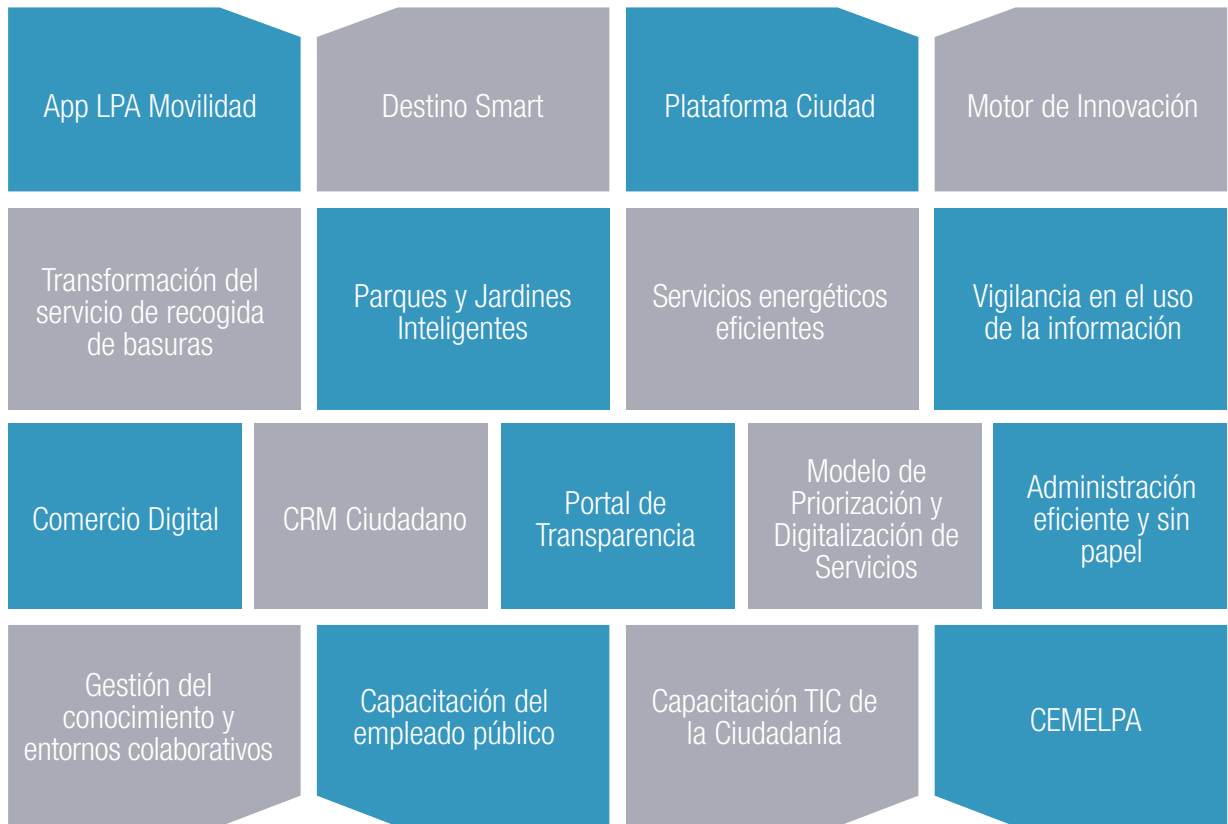 App LPA Movilidad
Destino Smart
Plataforma Ciudad
Motor de Innovación
Transformación del
servicio de recogida
de basuras
Parques y Jardines
Inteligentes
Servicios energéticos
eficientes
Vigilancia en el uso
de la información
Comercio Digital
CRM Ciudadano
Portal de
Transparencia
Modelo de
Priorización y
Digitalización de
Servicios
Administración
eficiente y sin
papel
Gestión del
conocimiento y
entornos colaborativos
Capacitación del
empleado público
Capacitación TIC de
la Ciudadanía
CEMELPA